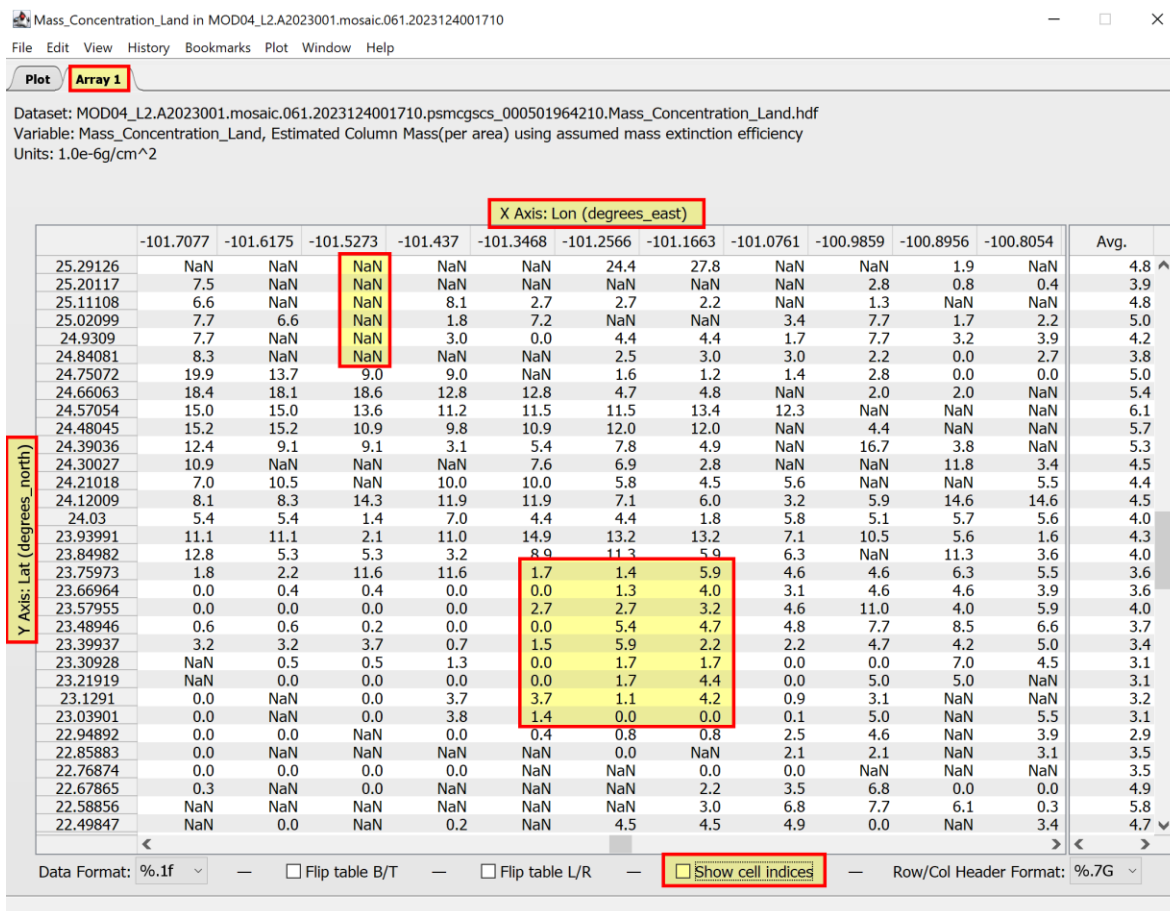 Mass_Concentration_Land in MOD04_L2.A2023001.mosaic.061.2023124001710
File Edit View History Bookmarks Plot Window Help
Plot Array 1
Dataset: MOD04_L2.A2023001.mosaic.061.2023124001710.psmcgscs_000501964210.Mass_Concentration_Land.hdf
Variable: Mass_Concentration_Land, Estimated Column Mass(per area) using assumed mass extinction efficiency
Units: 1.0e-6g/cm^2
X Axis: Lon (degrees_east)
-101.7077 -101.6175 -101.5273 -101.437 -101.3468 -101.2566 -101.1663 -101.0761 -100.9859 -100.8956 -100.8054 Avg.
25.29126 NaN NaN NaN NaN NaN 24.4 27.8 NaN NaN 1.9 NaN 4.8
25.20117 7.5 NaN NaN NaN NaN NaN NaN NaN 2.8 0.8 0.4 3.9
25.11108 6.6 NaN NaN 8.1 2.7 2.7 2.2 NaN 1.3 NaN NaN 4.8
25.02099 7.7 6.6 NaN 1.8 7.2 NaN NaN 3.4 7.7 1.7 2.2 5.0
24.9309 7.7 NaN NaN 3.0 0.0 4.4 4.4 1.7 7.7 3.2 3.9 4.2
24.84081 8.3 NaN NaN NaN NaN 2.5 3.0 3.0 2.2 0.0 2.7 3.8
24.75072 19.9 13.7 9.0 9.0 NaN 1.6 1.2 1.4 2.8 0.0 0.0 5.0
24.66063 18.4 18.1 18.6 12.8 12.8 4.7 4.8 NaN 2.0 2.0 NaN 5.4
24.57054 15.0 15.0 13.6 11.2 11.5 11.5 13.4 12.3 NaN NaN NaN 6.1
24.48045 15.2 15.2 10.9 9.8 10.9 12.0 12.0 NaN 4.4 NaN NaN 5.7
24.39036 12.4 9.1 9.1 3.1 5.4 7.8 4.9 NaN 16.7 3.8 NaN 5.3
24.30027 10.9 NaN NaN NaN 7.6 6.9 2.8 NaN NaN 11.8 3.4 4.5
24.21018 7.0 10.5 NaN 10.0 10.0 5.8 4.5 5.6 NaN NaN 5.5 4.4
24.12009 8.1 8.3 14.3 11.9 11.9 7.1 6.0 3.2 5.9 14.6 14.6 4.5
24.03 5.4 5.4 1.4 7.0 4.4 4.4 1.8 5.8 5.1 5.7 5.6 4.0
23.93991 11.1 11.1 2.1 11.0 14.9 13.2 13.2 7.1 10.5 5.6 1.6 4.3
23.84982 12.8 5.3 5.3 3.2 8.9 11.3 5.9 6.3 NaN 11.3 3.6 4.0
23.75973 1.8 2.2 11.6 11.6 1.7 1.4 5.9 4.6 4.6 6.3 5.5 3.6
23.66964 0.0 0.4 0.4 0.0 0.0 1.3 4.0 3.1 4.6 4.6 3.9 3.6
23.57955 0.0 0.0 0.0 0.0 2.7 2.7 3.2 4.6 11.0 4.0 5.9 4.0
23.48946 0.6 0.6 0.2 0.0 0.0 5.4 4.7 4.8 7.7 8.5 6.6 3.7
23.39937 3.2 3.2 3.7 0.7 1.5 5.9 2.2 2.2 4.7 4.2 5.0 3.4
23.30928 NaN 0.5 0.5 1.3 0.0 1.7 1.7 0.0 0.0 7.0 4.5 3.1
23.21919 NaN 0.0 0.0 0.0 0.0 1.7 4.4 0.0 5.0 5.0 NaN 3.1
23.1291 0.0 NaN 0.0 3.7 3.7 1.1 4.2 0.9 3.1 NaN NaN 3.2
23.03901 0.0 NaN 0.0 3.8 1.4 0.0 0.0 0.1 5.0 NaN 5.5 3.1
22.94892 0.0 0.0 NaN 0.0 0.4 0.8 0.8 2.5 4.6 NaN 3.9 2.9
22.85883 0.0 NaN NaN NaN NaN 0.0 NaN 2.1 2.1 NaN 3.1 3.5
22.76874 0.0 0.0 0.0 0.0 NaN NaN 0.0 0.0 NaN NaN NaN 3.5
22.67865 0.3 NaN 0.0 NaN NaN NaN 2.2 3.5 6.8 0.0 0.0 4.9
22.58856 NaN NaN NaN NaN NaN NaN 3.0 6.8 7.7 6.1 0.3 5.8
22.49847 NaN 0.0 NaN 0.2 NaN 4.5 4.5 4.9 0.0 NaN 3.4 4.7
Y Axis: Lat (degrees_north)
Data Format: %.1f — Flip table B/T — Flip table L/R — Show cell indices — Row/Col Header Format: %.7G